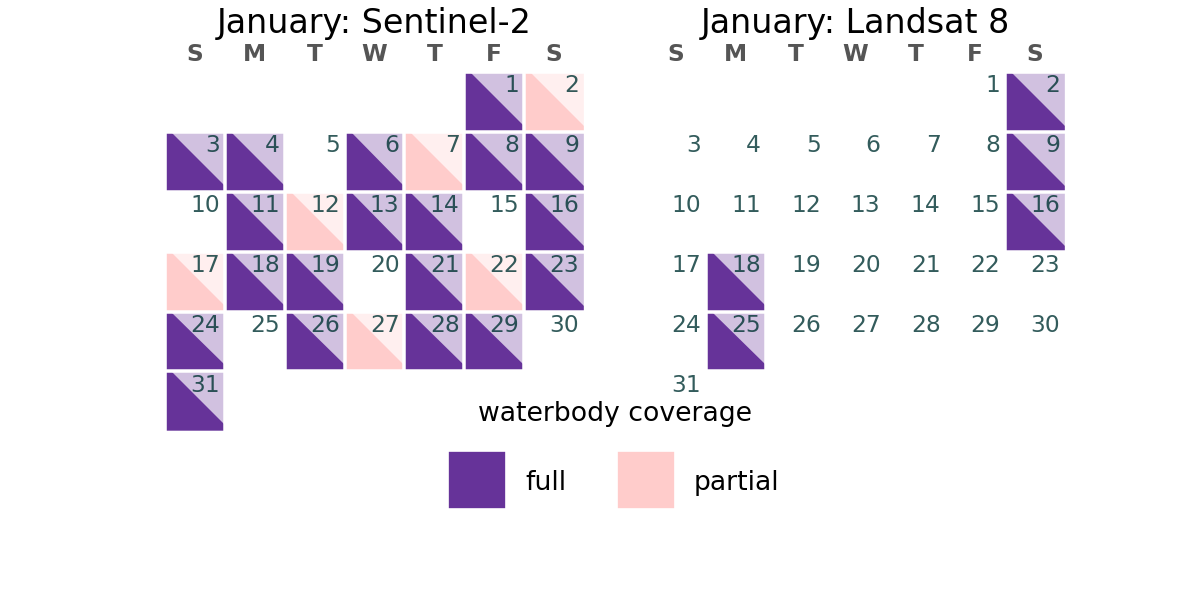 January: Sentinel-2
S M T W T F S
1 2
3 4 5 6 7 8 9
10 11 12 13 14 15 16
17 18 19 20 21 22 23
24 25 26 27 28 29 30
31
January: Landsat 8
S M T W T F S
1 2
3 4 5 6 7 8 9
10 11 12 13 14 15 16
17 18 19 20 21 22 23
24 25 26 27 28 29 30
31
waterbody coverage
full partial